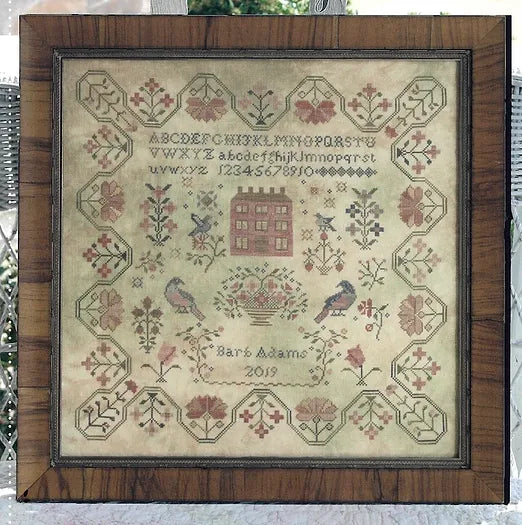 ABCDEFGHIJKLMNOPQRSTU
VWXYZ abcdefghijklmnopqrst
uvwxyz 12345678910
Barb Adams
2019